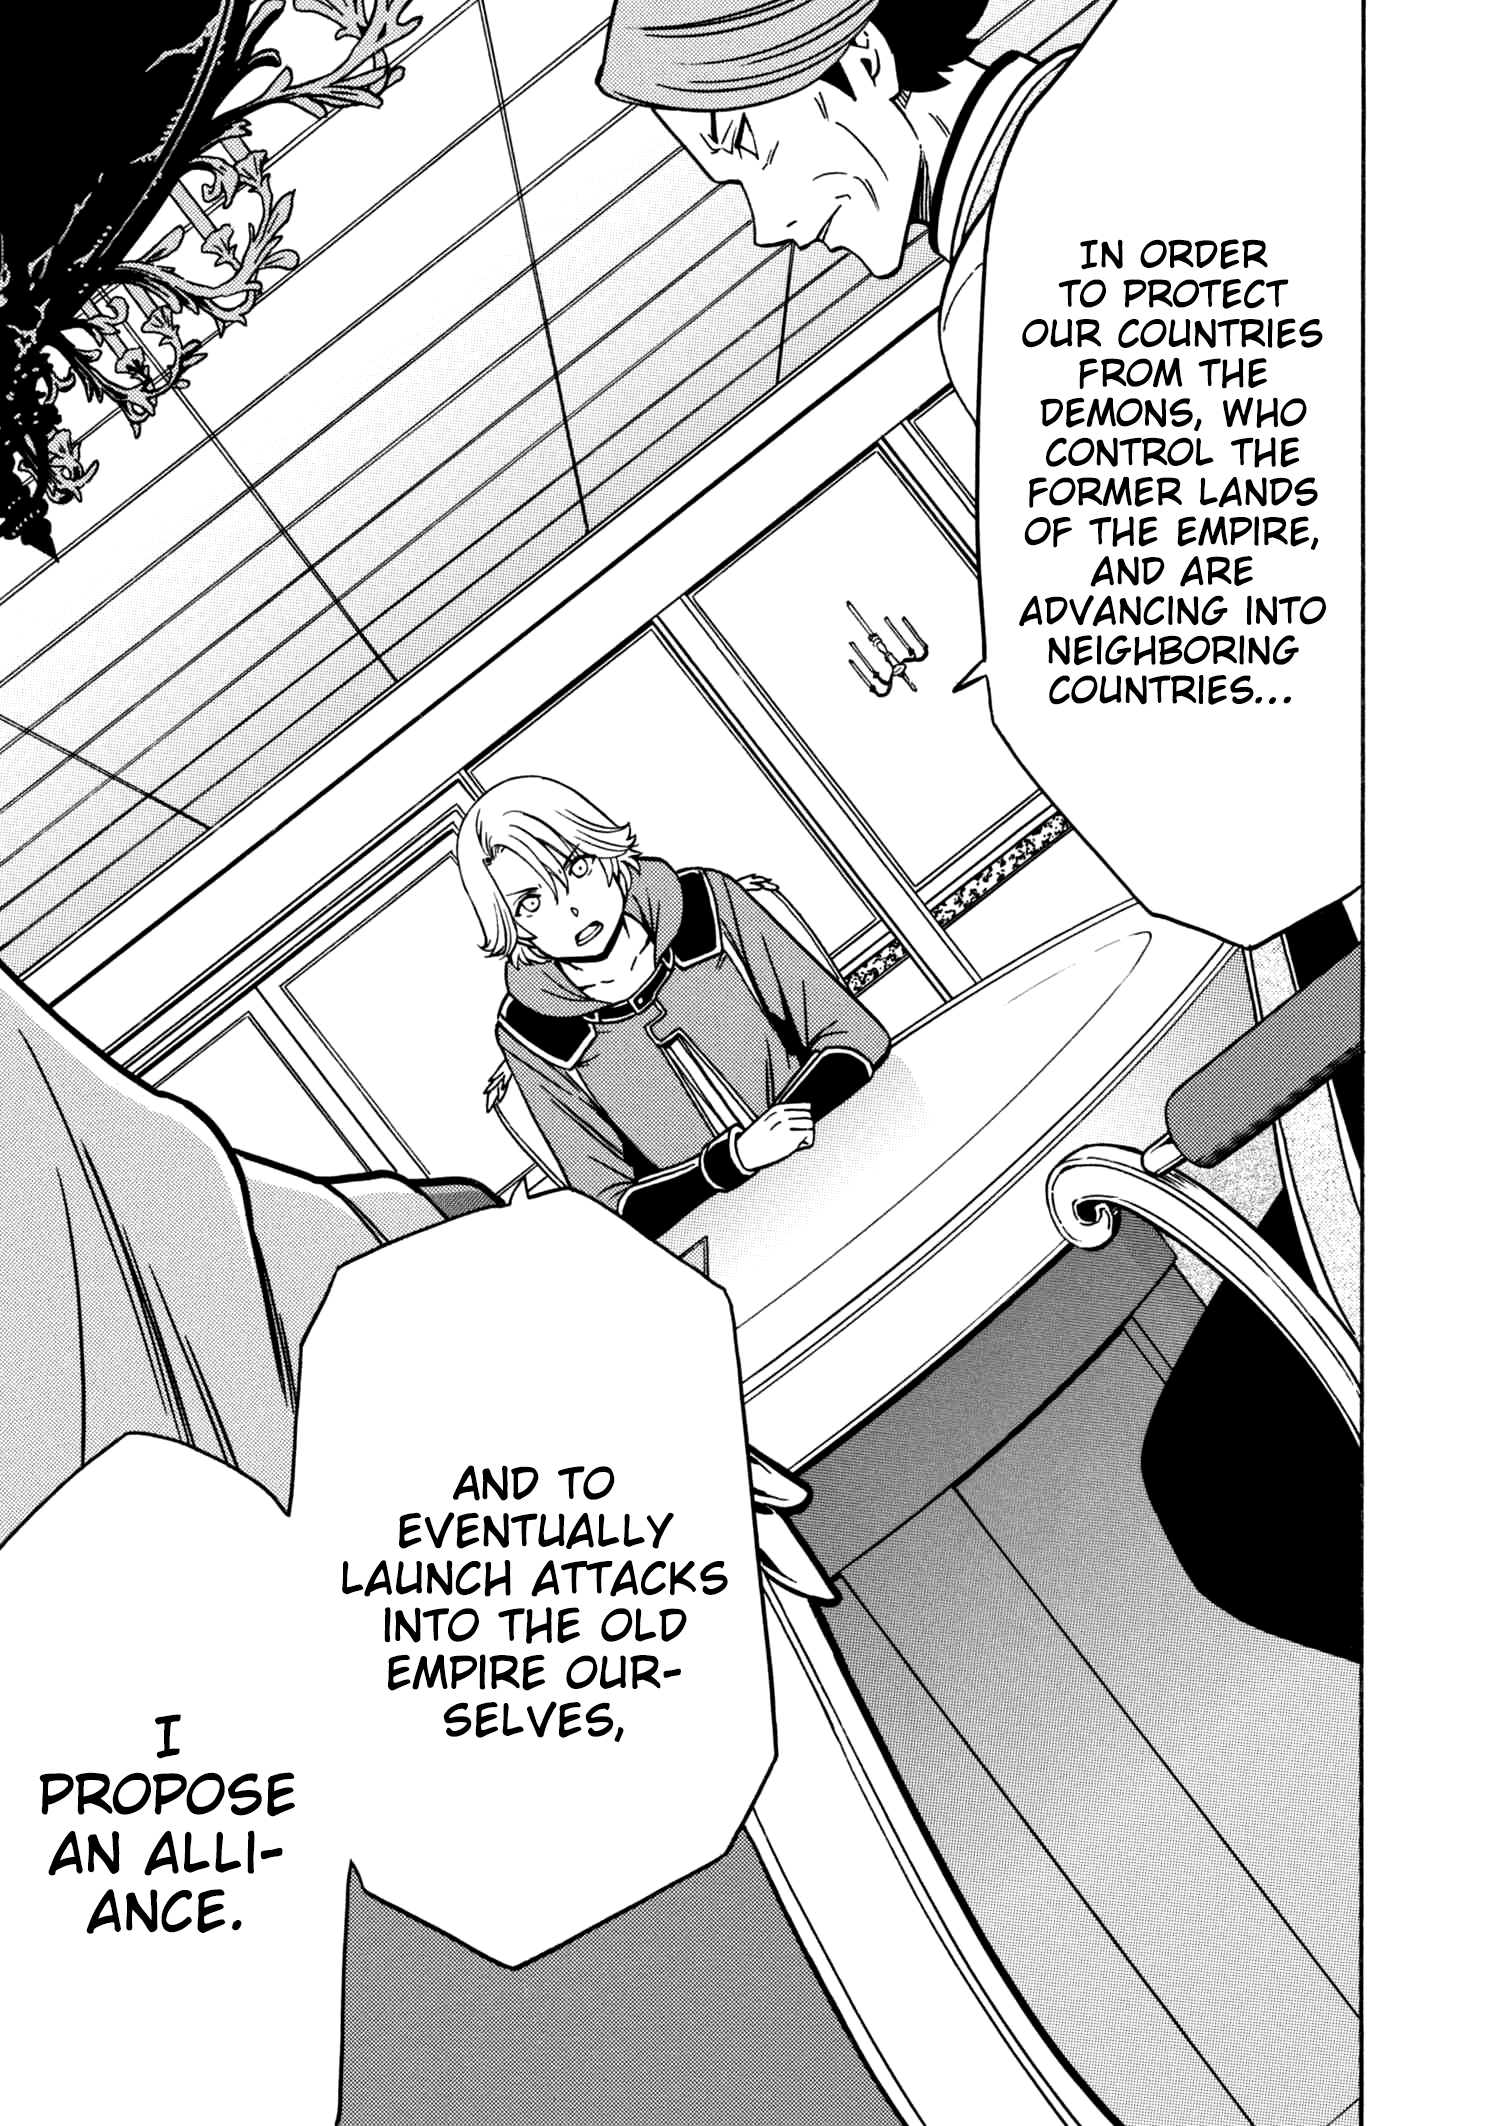 IN ORDER
TO PROTECT
OUR COUNTRIES
FROM THE
DEMONS, WHO
CONTROL THE
FORMER LANDS
OF THE EMPIRE,
AND ARE
ADVANCING INTO
NEIGHBORING
COUNTRIES...
AND TO
EVENTUALLY
LAUNCH ATTACKS
INTO THE OLD
EMPIRE OUR-
SELVES,
I
PROPOSE
AN ALLI-
ANCE.